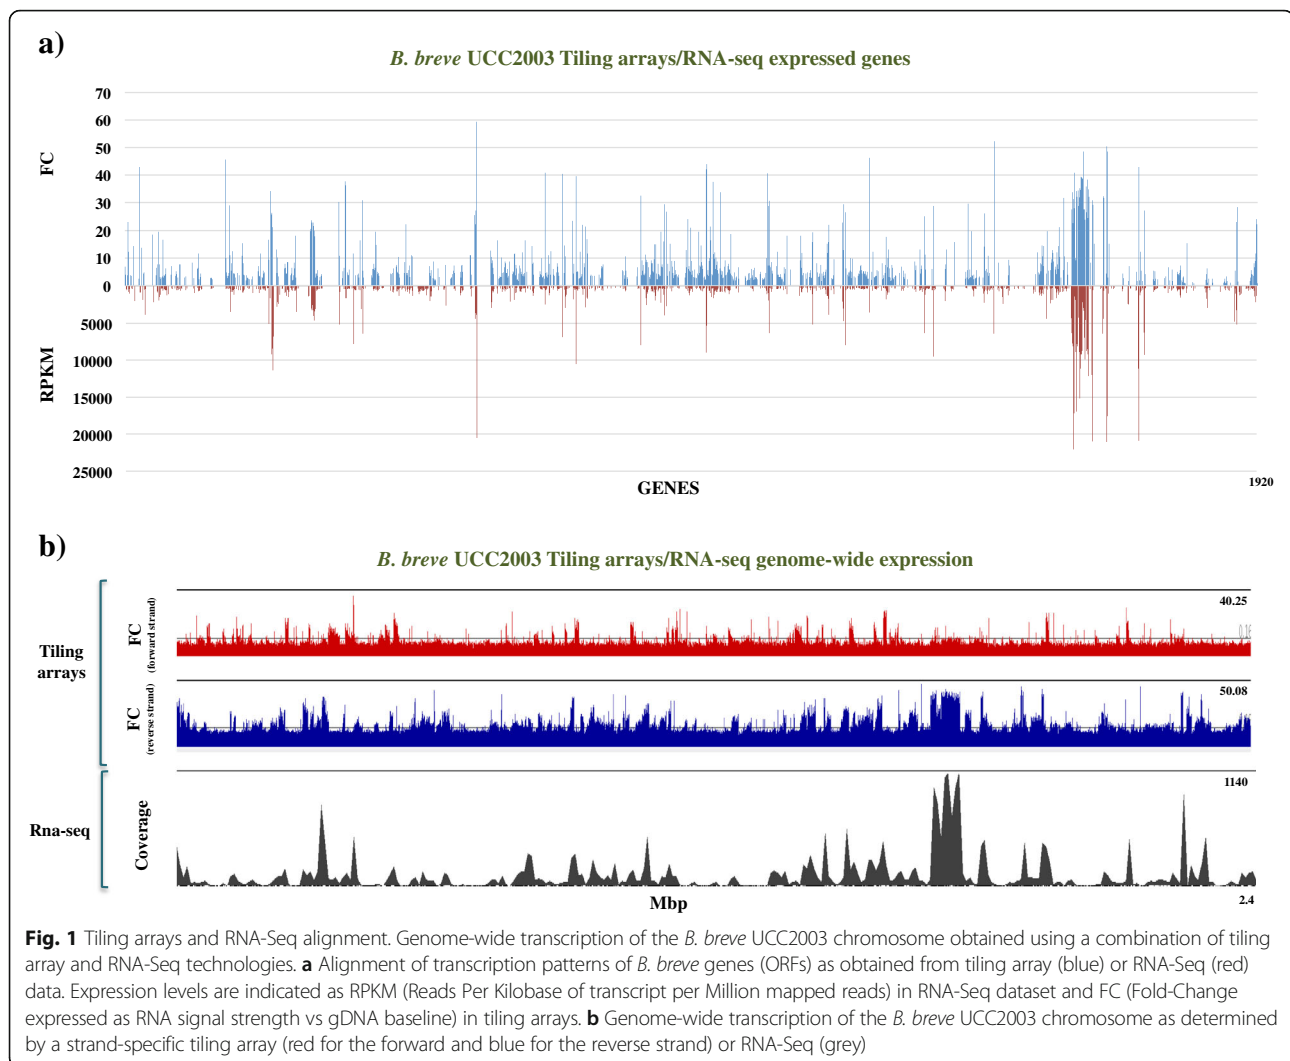 a)
B. breve UCC2003 Tiling arrays/RNA-seq expressed genes
70
60
50
40
30
20
10
0
5000
10000
15000
20000
25000
FC
RPKM
GENES
1920
b)
B. breve UCC2003 Tiling arrays/RNA-seq genome-wide expression
Tiling
arrays
FC
(forward strand)
40.25
FC
(reverse strand)
50.08
Rna-seq
Coverage
1140
Mbp
2.4
Fig. 1 Tiling arrays and RNA-Seq alignment. Genome-wide transcription of the B. breve UCC2003 chromosome obtained using a combination of tiling
array and RNA-Seq technologies. a Alignment of transcription patterns of B. breve genes (ORFs) as obtained from tiling array (blue) or RNA-Seq (red)
data. Expression levels are indicated as RPKM (Reads Per Kilobase of transcript per Million mapped reads) in RNA-Seq dataset and FC (Fold-Change
expressed as RNA signal strength vs gDNA baseline) in tiling arrays. b Genome-wide transcription of the B. breve UCC2003 chromosome as determined
by a strand-specific tiling array (red for the forward and blue for the reverse strand) or RNA-Seq (grey)